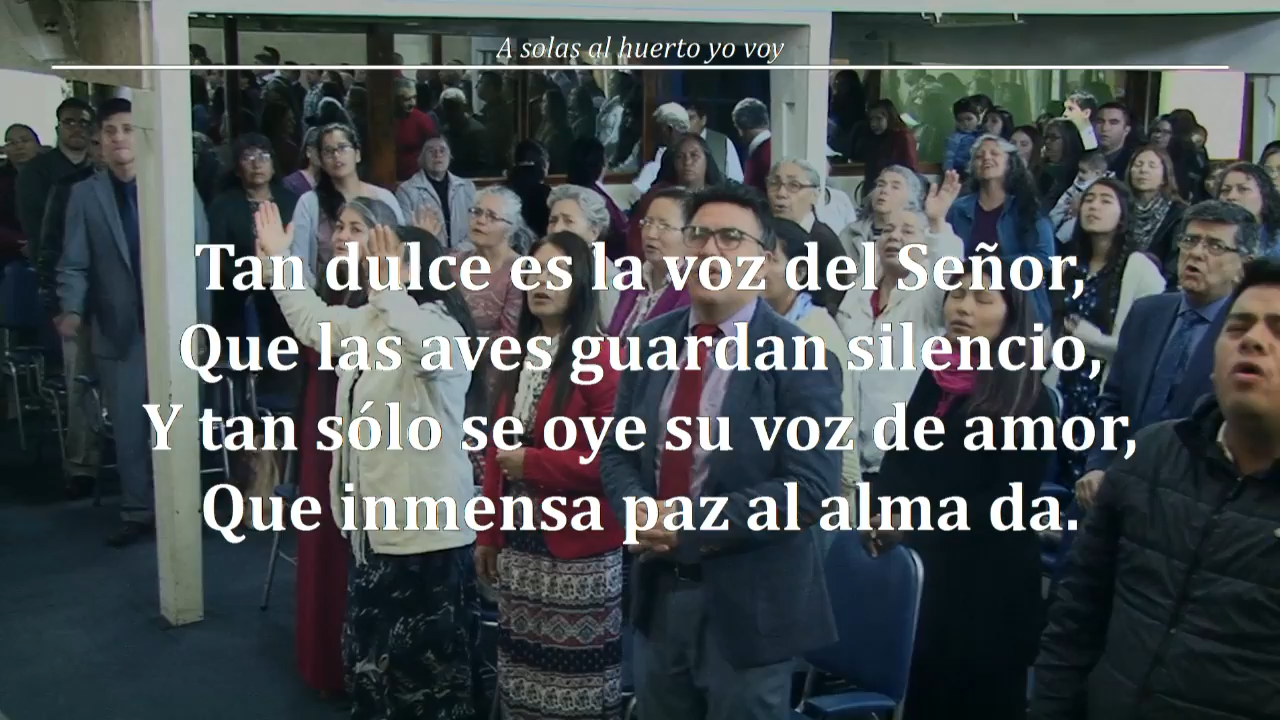 A solas al huerto yo voy
Tan dulce es la voz del Señor,
Que las aves guardan silencio,
Y tan sólo se oye su voz de amor,
Que inmensa paz al alma da.